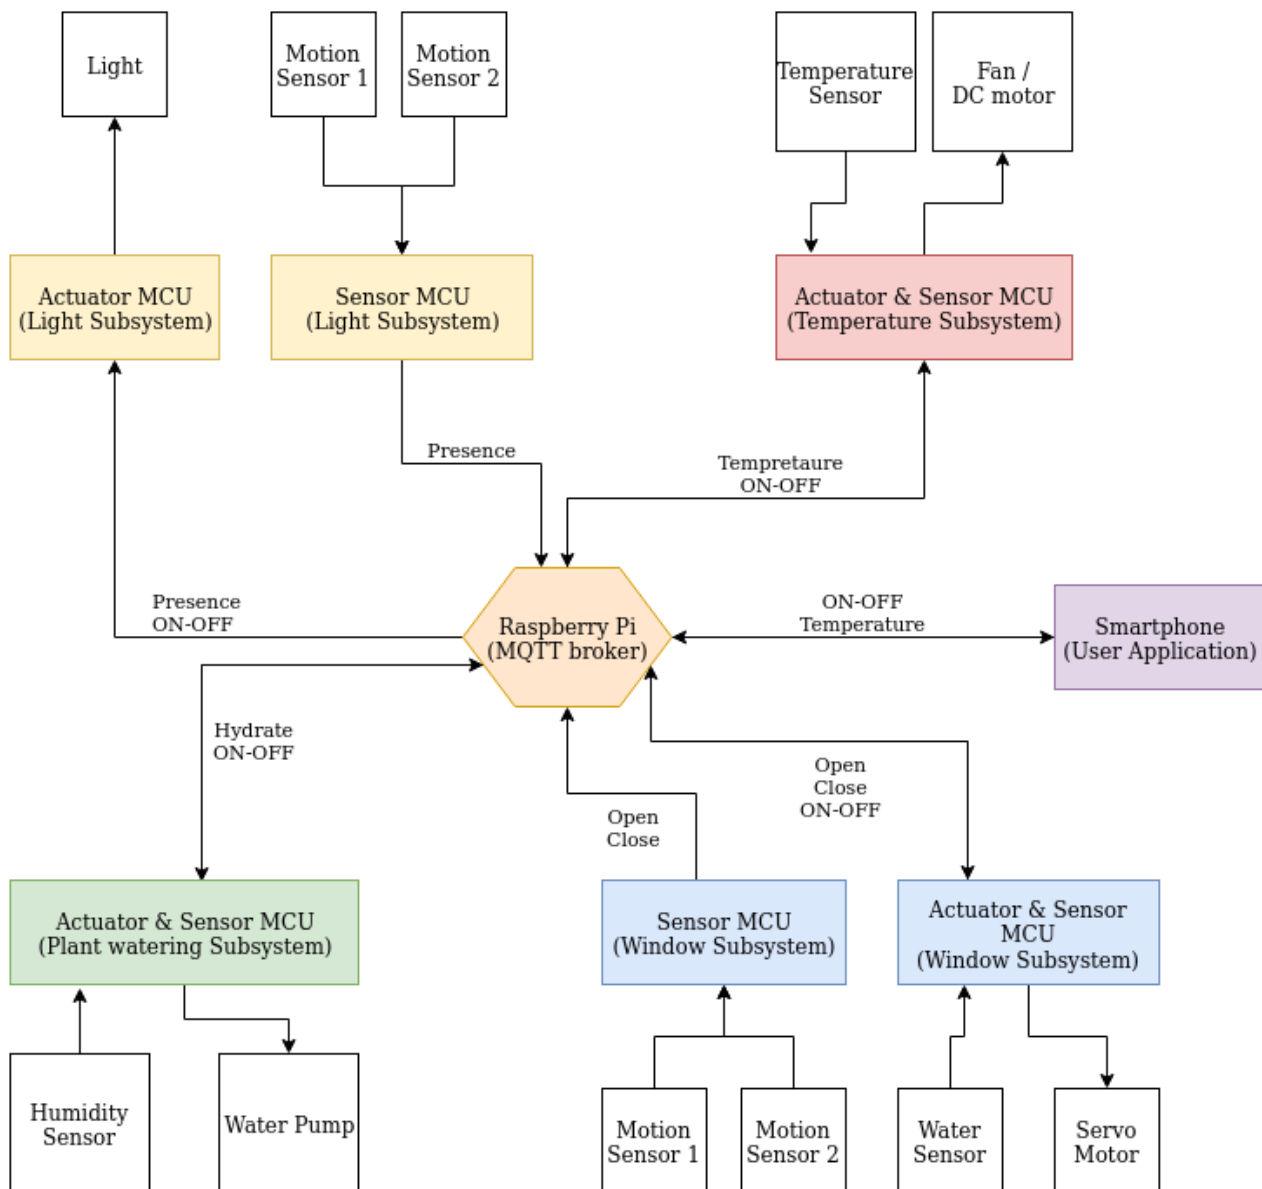 Light
Motion
Sensor 1
Motion
Sensor 2
Temperature
Sensor
Fan /
DC motor
Actuator MCU
(Light Subsystem)
Sensor MCU
(Light Subsystem)
Actuator & Sensor MCU
(Temperature Subsystem)
Presence
Tempretaure
ON-OFF
Presence
ON-OFF
Raspberry Pi
(MQTT broker)
ON-OFF
Temperature
Smartphone
(User Application)
Hydrate
ON-OFF
Open
Close
Open
Close
ON-OFF
Actuator & Sensor MCU
(Plant watering Subsystem)
Sensor MCU
(Window Subsystem)
Actuator & Sensor
MCU
(Window Subsystem)
Humidity
Sensor
Water Pump
Motion
Sensor 1
Motion
Sensor 2
Water
Sensor
Servo
Motor